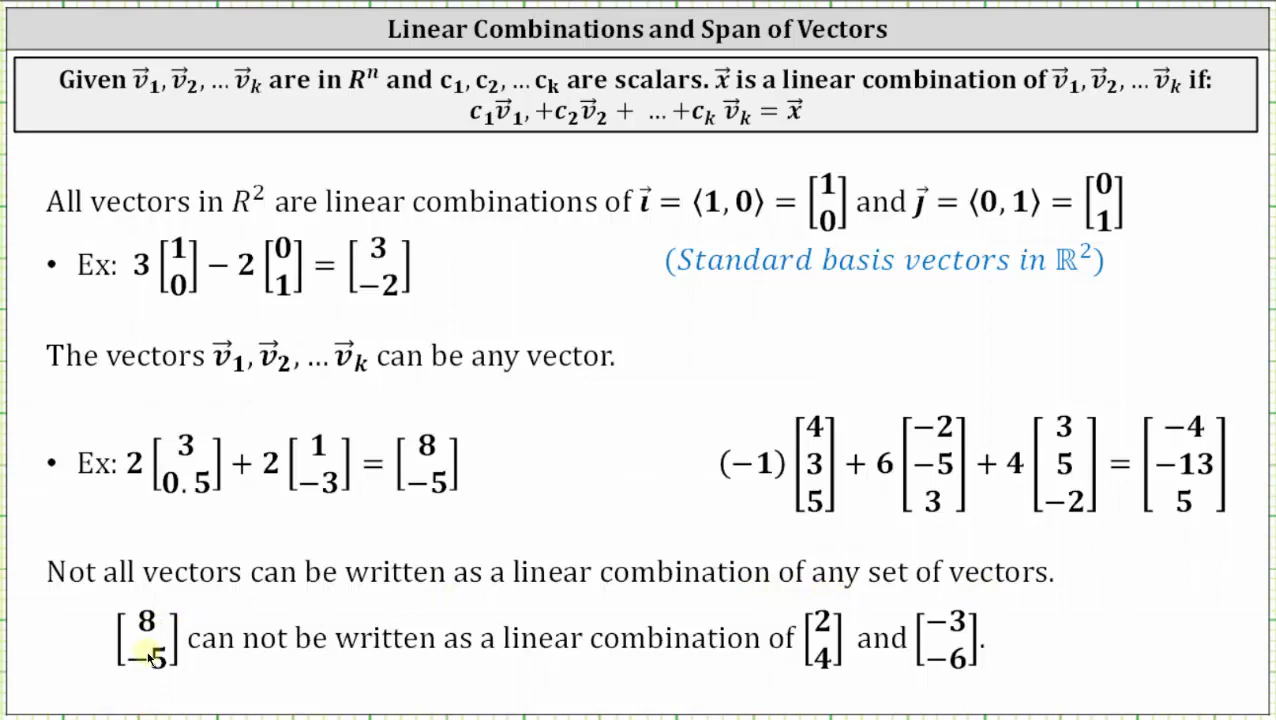 Linear Combinations and Span of Vectors
Given v⃗₁, v⃗₂, … v⃗ₖ are in Rⁿ and c₁, c₂, … cₖ are scalars. x⃗ is a linear combination of v⃗₁, v⃗₂, … v⃗ₖ if:
c₁v⃗₁, +c₂v⃗₂ + … +cₖ v⃗ₖ = x⃗
All vectors in R² are linear combinations of i⃗ = ⟨1, 0⟩ = [1; 0] and j⃗ = ⟨0, 1⟩ = [0; 1]
• Ex: 3 [1; 0] − 2 [0; 1] = [3; −2] (Standard basis vectors in ℝ²)
The vectors v⃗₁, v⃗₂, … v⃗ₖ can be any vector.
• Ex: 2 [3; 0.5] + 2 [1; −3] = [8; −5] (−1) [4; 3; 5] + 6 [−2; −5; 3] + 4 [3; 5; −2] = [−4; −13; 5]
Not all vectors can be written as a linear combination of any set of vectors.
[8; −5] can not be written as a linear combination of [2; 4] and [−3; −6].